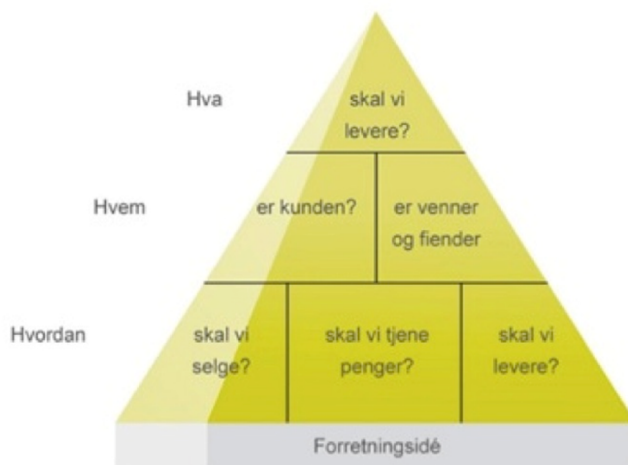 Hva
skal vi
levere?
Hvem
er kunden?
er venner
og fiender
Hvordan
skal vi
selge?
skal vi tjene
penger?
skal vi
levere?
Forretningsidé